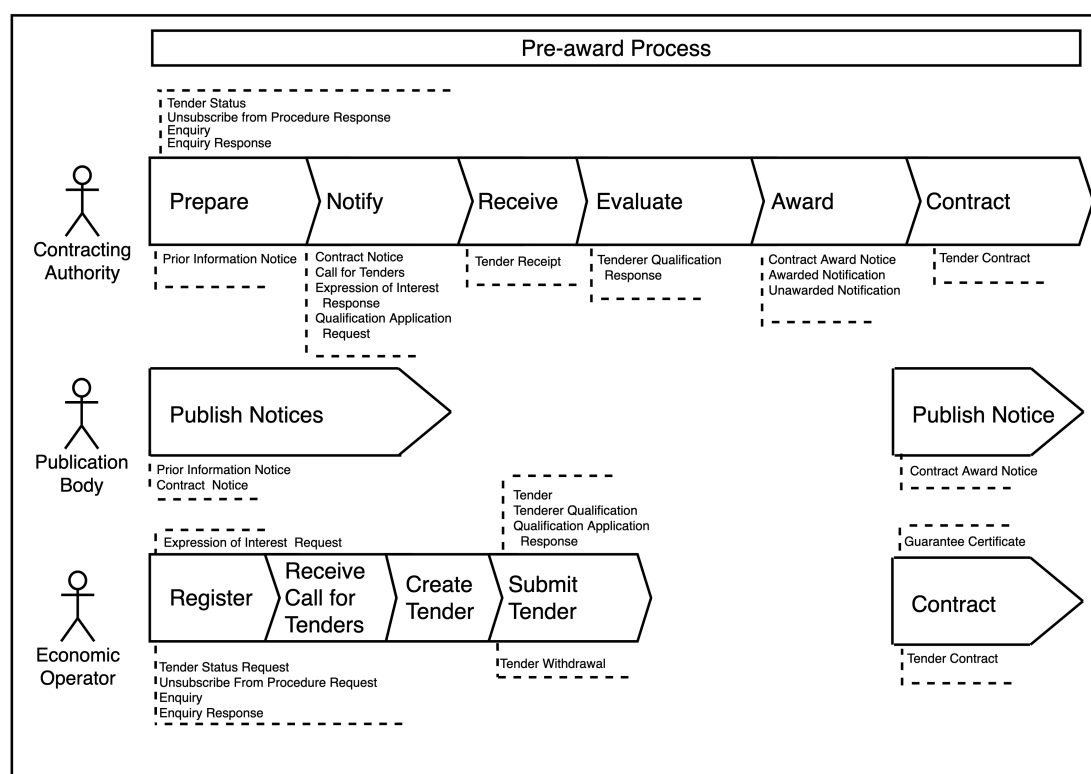 Pre-award Process
Tender Status
Unsubscribe from Procedure Response
Enquiry
Enquiry Response
Prepare
Notify
Receive
Evaluate
Award
Contract
Contracting
Authority
Prior Information Notice
Contract Notice
Call for Tenders
Expression of Interest
Response
Qualification Application
Request
Tender Receipt
Tenderer Qualification
Response
Contract Award Notice
Awarded Notification
Unawarded Notification
Tender Contract
Publish Notices
Publish Notice
Publication
Body
Prior Information Notice
Contract Notice
Contract Award Notice
Tender
Tenderer Qualification
Qualification Application
Response
Expression of Interest Request
Guarantee Certificate
Register
Receive
Call for
Tenders
Create
Tender
Submit
Tender
Contract
Economic
Operator
Tender Status Request
Unsubscribe From Procedure Request
Enquiry
Enquiry Response
Tender Withdrawal
Tender Contract